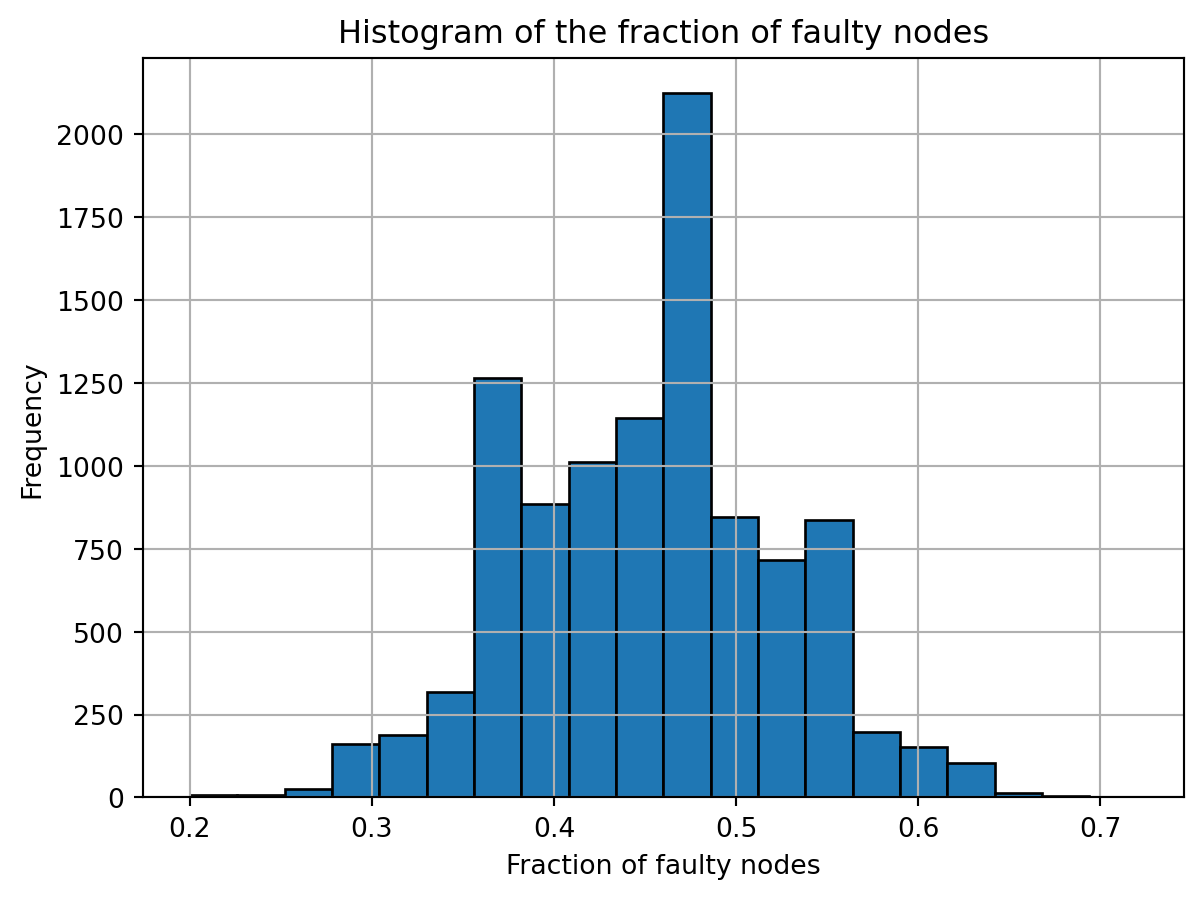 Histogram of the fraction of faulty nodes
Frequency
2000
1750
1500
1250
1000
750
500
250
0
0.2 0.3 0.4 0.5 0.6 0.7
Fraction of faulty nodes